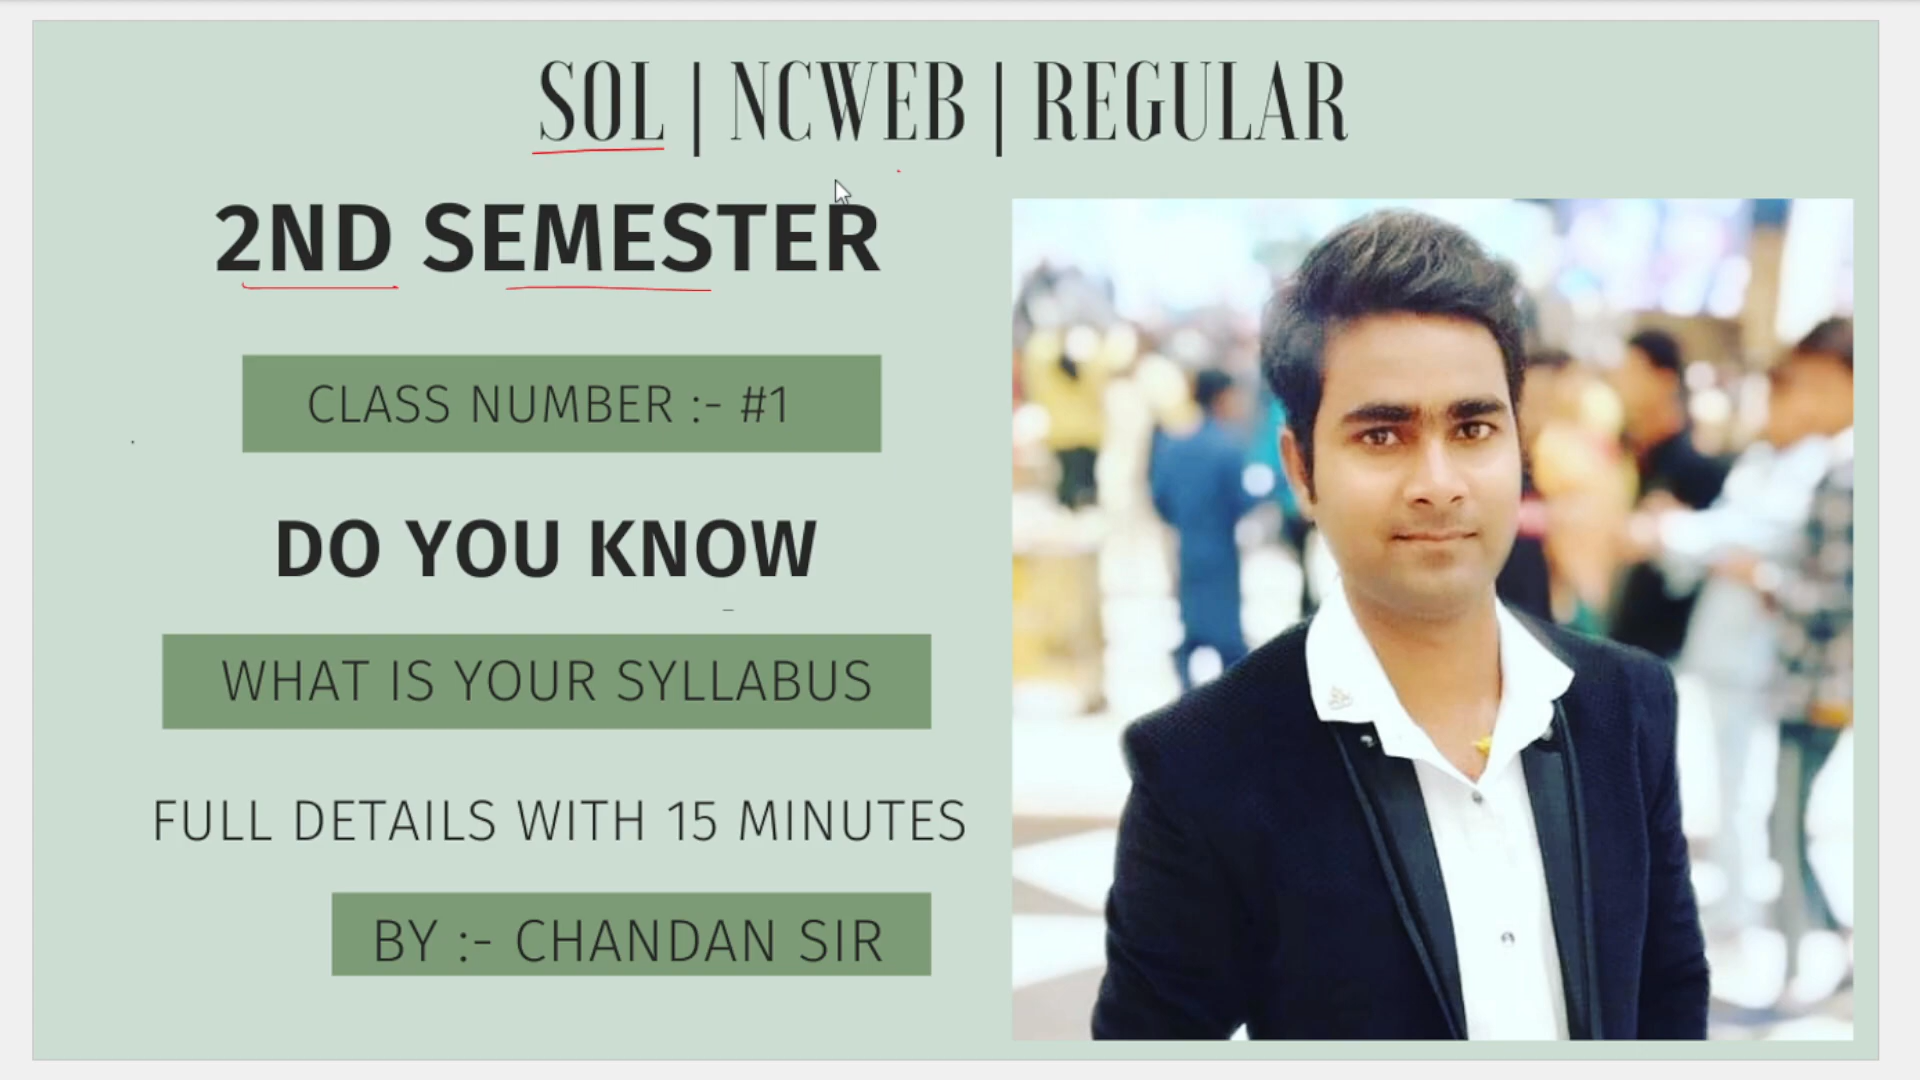 SOL | NCWEB | REGULAR
2ND SEMESTER
CLASS NUMBER :- #1
DO YOU KNOW
WHAT IS YOUR SYLLABUS
FULL DETAILS WITH 15 MINUTES
BY :- CHANDAN SIR